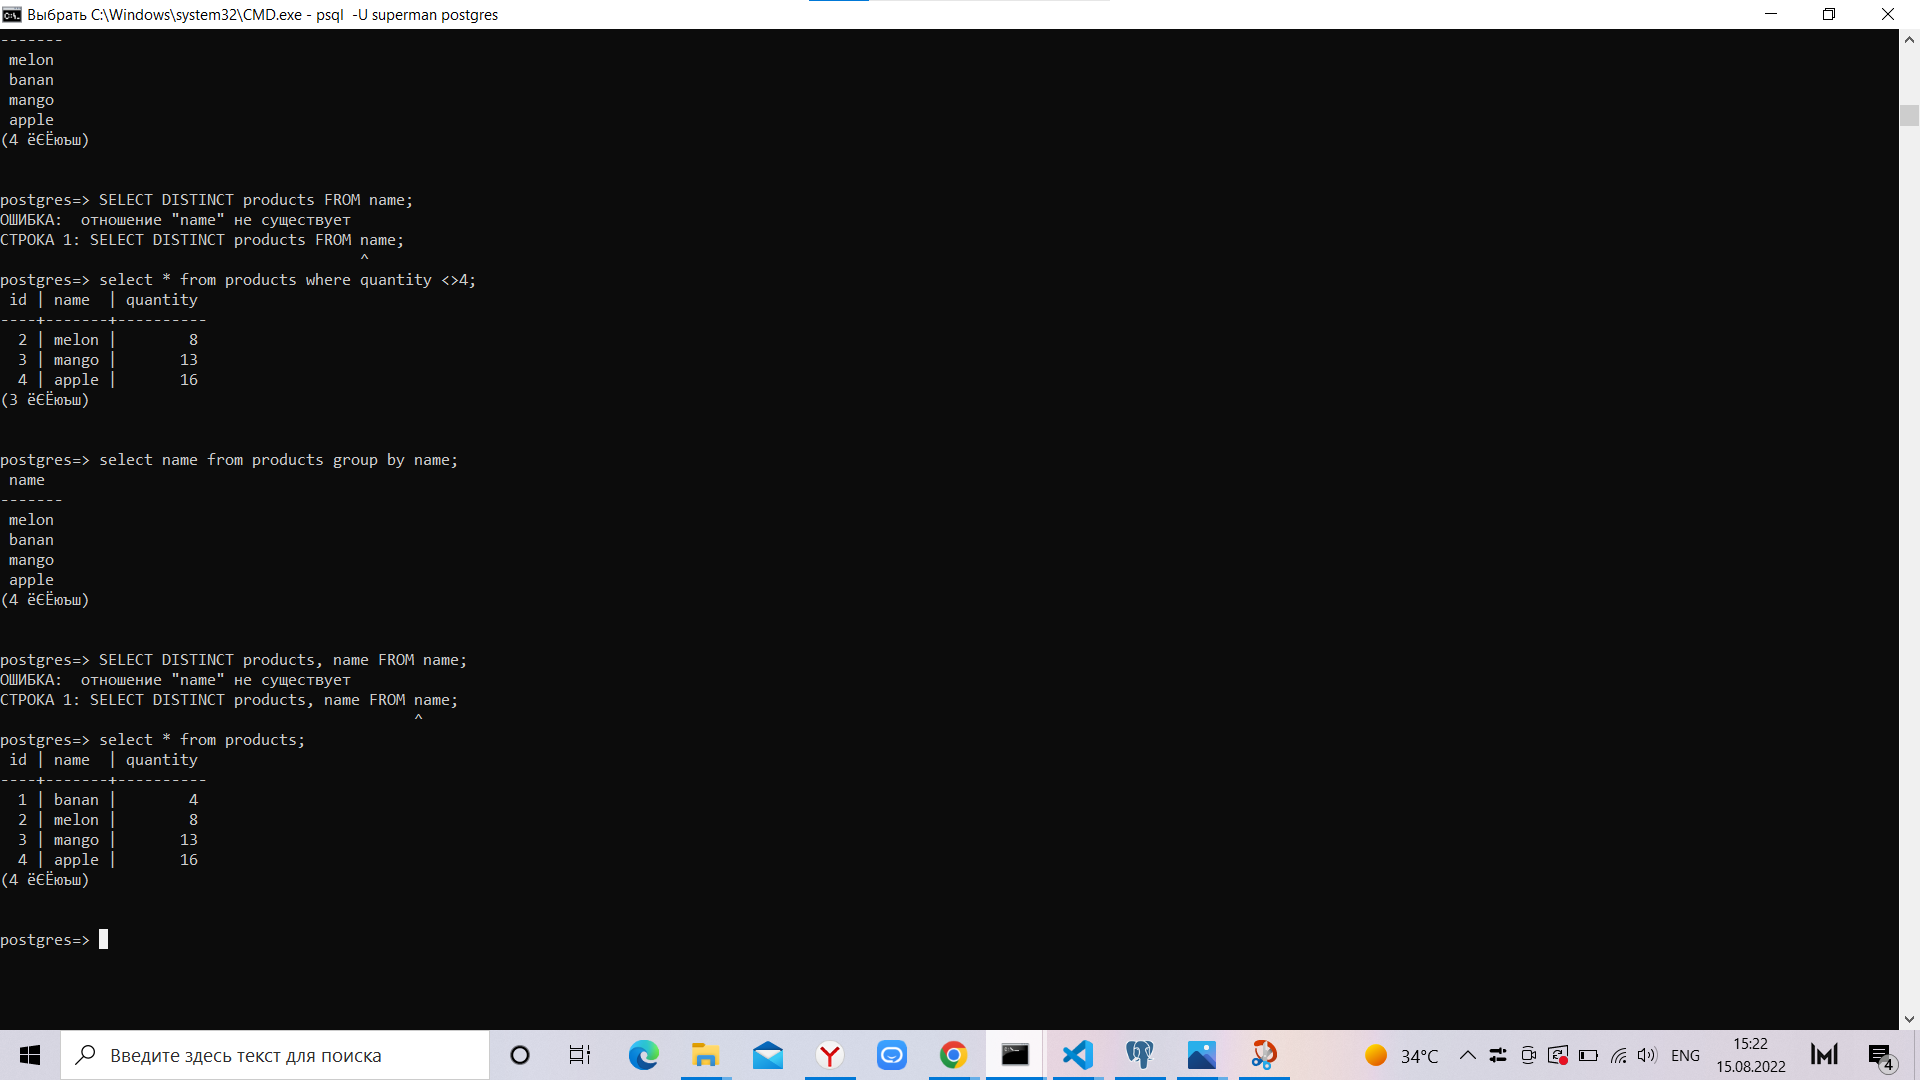 Выбрать C:\Windows\system32\CMD.exe - psql  -U superman postgres
-------
 melon
 banan
 mango
 apple
(4 ёЄЁюъш)
postgres=> SELECT DISTINCT products FROM name;
ОШИБКА:  отношение "name" не существует
СТРОКА 1: SELECT DISTINCT products FROM name;
                                        ^
postgres=> select * from products where quantity <>4;
 id | name  | quantity
----+-------+----------
  2 | melon |        8
  3 | mango |       13
  4 | apple |       16
(3 ёЄЁюъш)
postgres=> select name from products group by name;
 name
-------
 melon
 banan
 mango
 apple
(4 ёЄЁюъш)
postgres=> SELECT DISTINCT products, name FROM name;
ОШИБКА:  отношение "name" не существует
СТРОКА 1: SELECT DISTINCT products, name FROM name;
                                              ^
postgres=> select * from products;
 id | name  | quantity
----+-------+----------
  1 | banan |        4
  2 | melon |        8
  3 | mango |       13
  4 | apple |       16
(4 ёЄЁюъш)
postgres=>
Введите здесь текст для поиска
34°C
ENG
15:22
15.08.2022
4